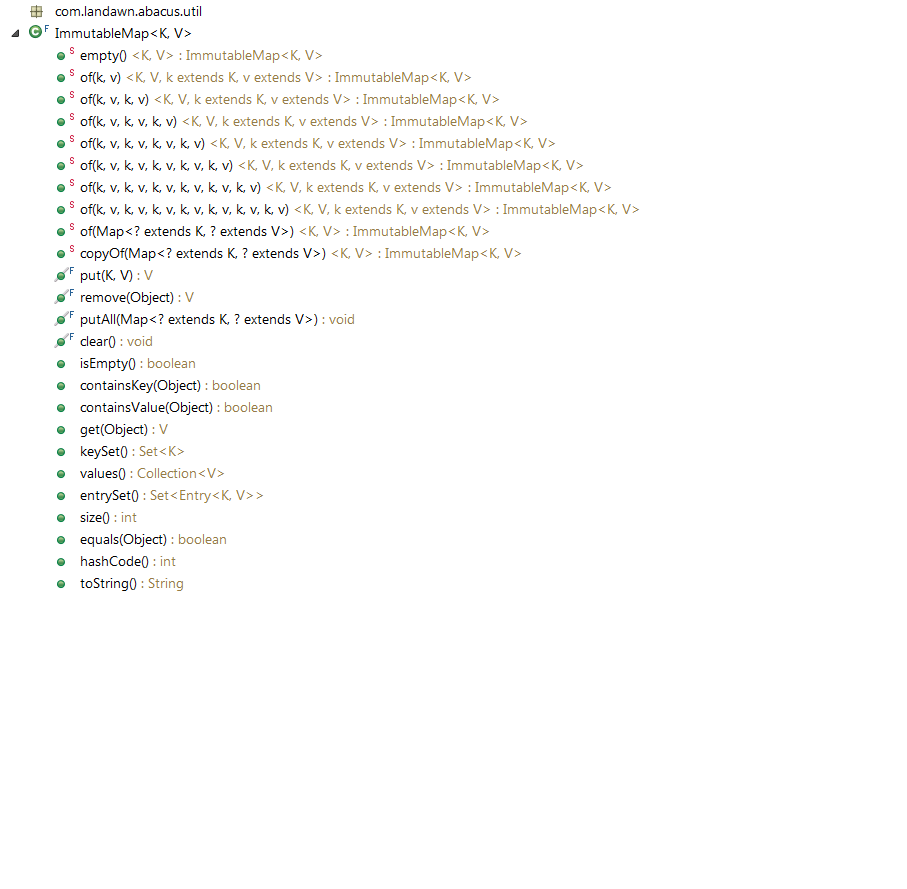 com.landawn.abacus.util
C F ImmutableMap<K, V>
S empty() <K, V> : ImmutableMap<K, V>
S of(k, v) <K, V, k extends K, v extends V> : ImmutableMap<K, V>
S of(k, v, k, v) <K, V, k extends K, v extends V> : ImmutableMap<K, V>
S of(k, v, k, v, k, v) <K, V, k extends K, v extends V> : ImmutableMap<K, V>
S of(k, v, k, v, k, v, k, v) <K, V, k extends K, v extends V> : ImmutableMap<K, V>
S of(k, v, k, v, k, v, k, v, k, v) <K, V, k extends K, v extends V> : ImmutableMap<K, V>
S of(k, v, k, v, k, v, k, v, k, v, k, v) <K, V, k extends K, v extends V> : ImmutableMap<K, V>
S of(k, v, k, v, k, v, k, v, k, v, k, v, k, v) <K, V, k extends K, v extends V> : ImmutableMap<K, V>
S of(Map<? extends K, ? extends V>) <K, V> : ImmutableMap<K, V>
S copyOf(Map<? extends K, ? extends V>) <K, V> : ImmutableMap<K, V>
F put(K, V) : V
F remove(Object) : V
F putAll(Map<? extends K, ? extends V>) : void
F clear() : void
isEmpty() : boolean
containsKey(Object) : boolean
containsValue(Object) : boolean
get(Object) : V
keySet() : Set<K>
values() : Collection<V>
entrySet() : Set<Entry<K, V>>
size() : int
equals(Object) : boolean
hashCode() : int
toString() : String